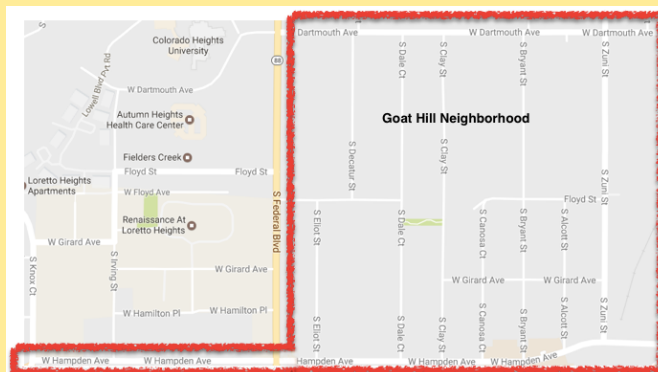 S
Colorado Heights
University
Dartmouth Ave
W Dartmouth Ave
W Dartmouth Ave
88
Lowell Blvd Pvt Rd
W Dartmouth Ave
S Dale Ct
S Clay St
S Bryant St
S Zuni St
Autumn Heights
Health Care Center
Goat Hill Neighborhood
Fielders Creek
S Clay St
S Decatur St
Floyd St
Floyd St
Loretto Heights
Apartments
W Floyd Ave
S Zuni St
Floyd St
S Federal Blvd
Renaissance At
Loretto Heights
S Eliot St
S Dale Ct
S Canosa Ct
S Bryant St
S Alcott St
W Girard Ave
S Knox Ct
S Irving St
W Girard Ave
W Girard Ave
W Girard Ave
W Hamilton Pl
W Hamilton Pl
S Eliot St
S Dale Ct
S Clay St
S Canosa Ct
S Bryant St
S Alcott St
S Zuni St
W Hampden Ave
W Hampden Ave
Hampden Ave
W Hampden Ave
W Hampden Ave